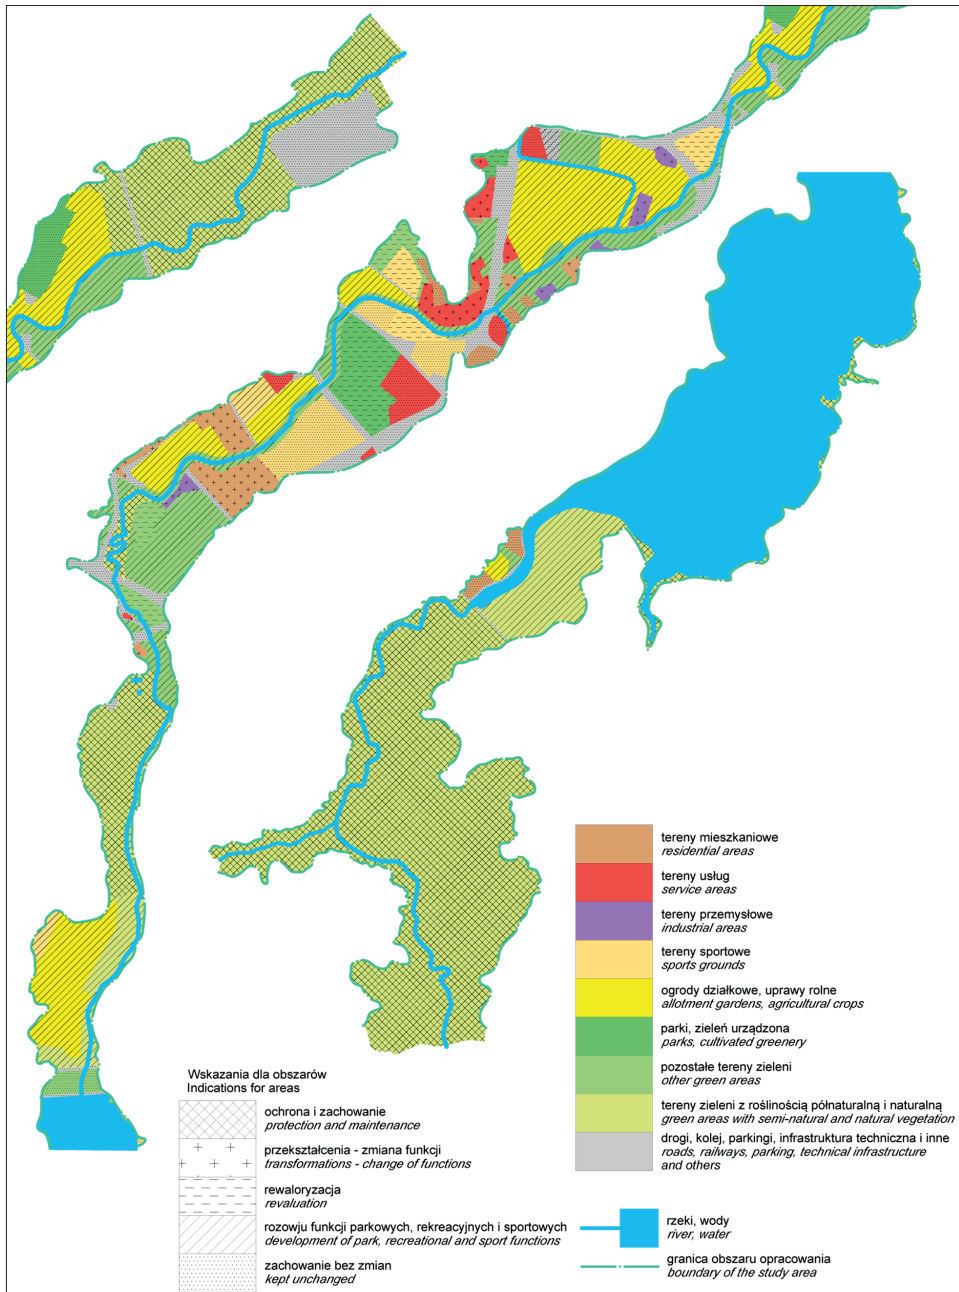 tereny mieszkaniowe
residential areas
tereny usług
service areas
tereny przemysłowe
industrial areas
tereny sportowe
sports grounds
ogrody działkowe, uprawy rolne
allotment gardens, agricultural crops
parki, zieleń urządzona
parks, cultivated greenery
pozostałe tereny zieleni
other green areas
tereny zieleni z roślinością półnaturalną i naturalną
green areas with semi-natural and natural vegetation
drogi, kolej, parkingi, infrastruktura techniczna i inne
roads, railways, parking, technical infrastructure
and others
rzeki, wody
river, water
granica obszaru opracowania
boundary of the study area
Wskazania dla obszarów
Indications for areas
ochrona i zachowanie
protection and maintenance
przekształcenia - zmiana funkcji
transformations - change of functions
rewaloryzacja
revaluation
rozowju funkcji parkowych, rekreacyjnych i sportowych
development of park, recreational and sport functions
zachowanie bez zmian
kept unchanged